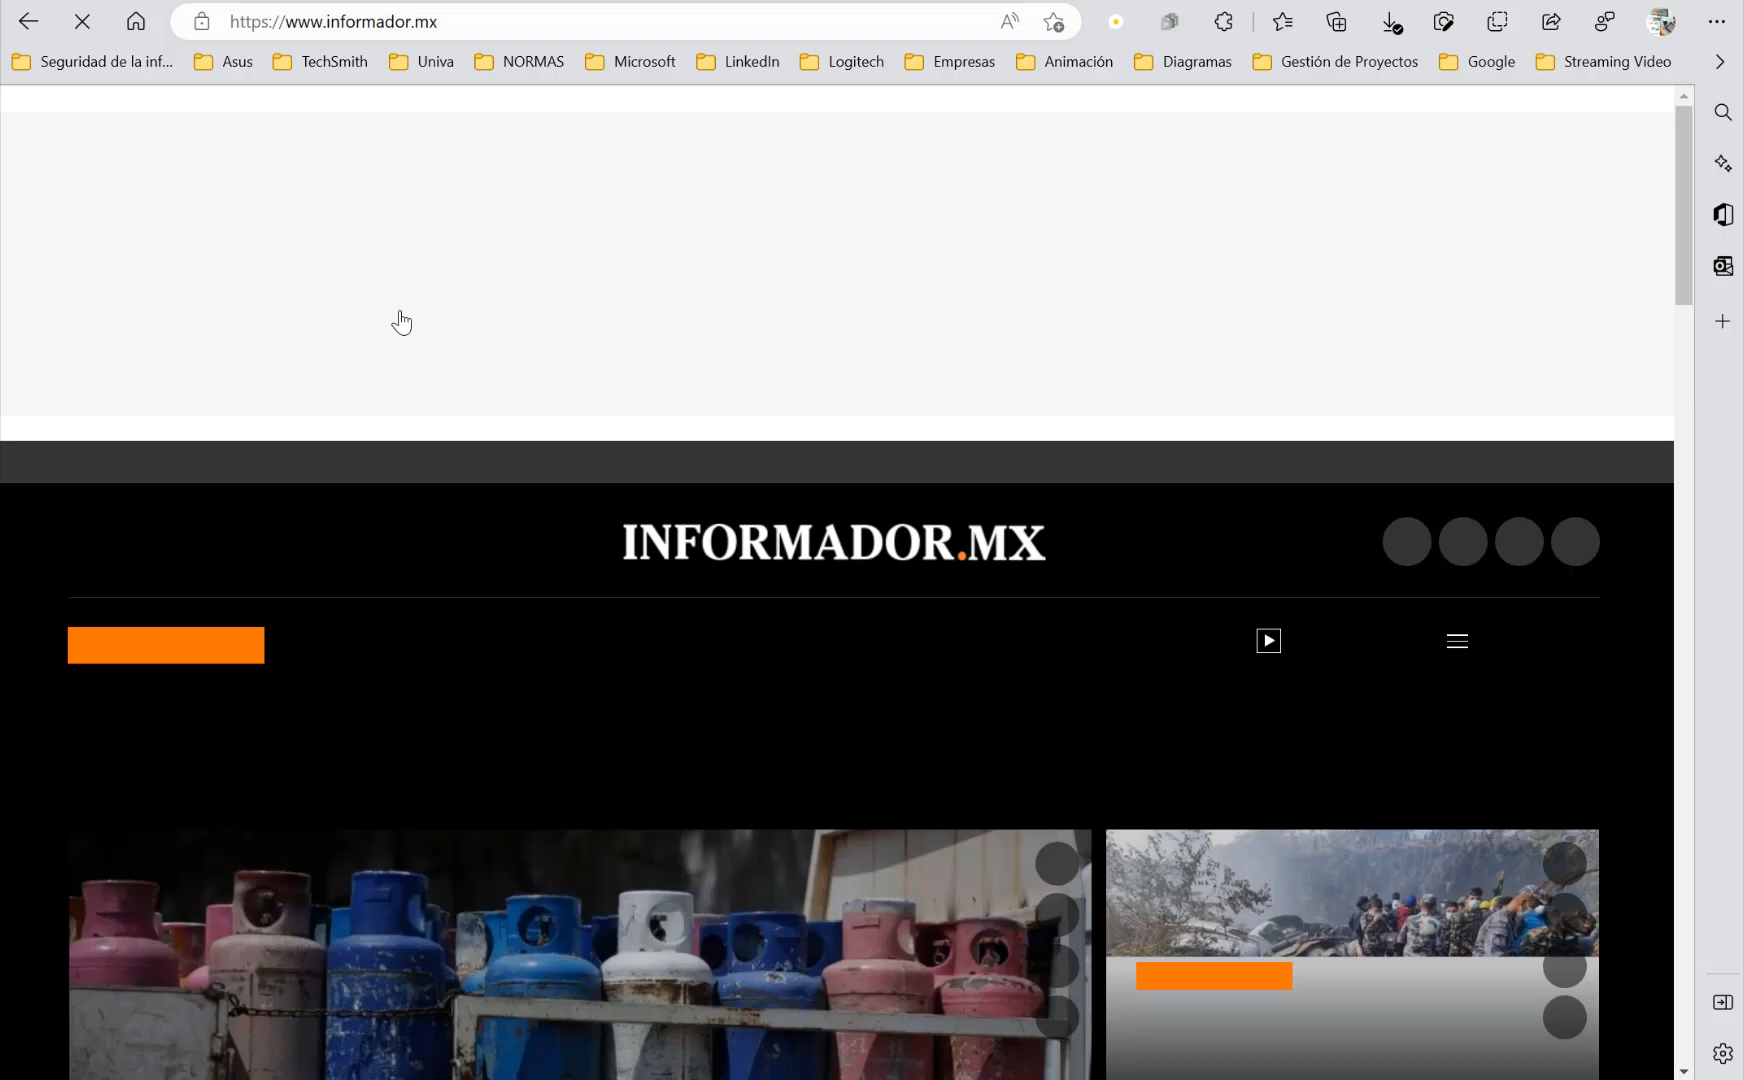 https://www.informador.mx
Seguridad de la inf... Asus TechSmith Univa NORMAS Microsoft LinkedIn Logitech Empresas Animación Diagramas Gestión de Proyectos Google Streaming Video
INFORMADOR.MX